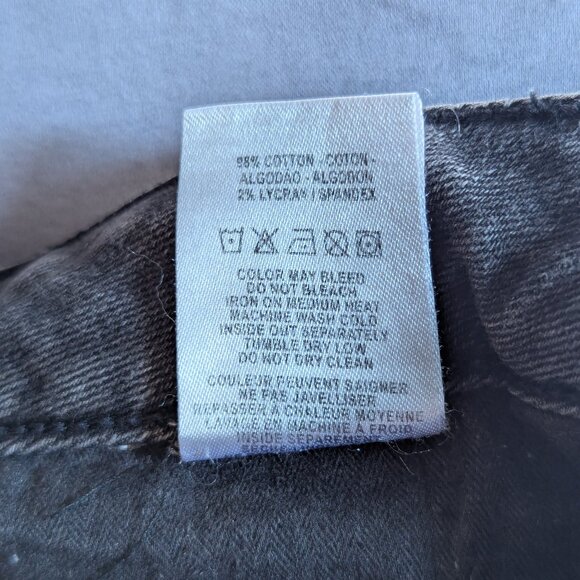 98% COTTON - COTON -
ALGODAO - ALGODON
2% LYCRA® / SPANDEX
COLOR MAY BLEED
DO NOT BLEACH
IRON ON MEDIUM HEAT
MACHINE WASH COLD
INSIDE OUT SEPARATELY
TUMBLE DRY LOW
DO NOT DRY CLEAN
COULEUR PEUVENT SAIGNER
NE PAS JAVELLISER
REPASSER A CHALEUR MOYENNE
LAVAGE EN MACHINE A FROID
INSIDE SEPAREMENT